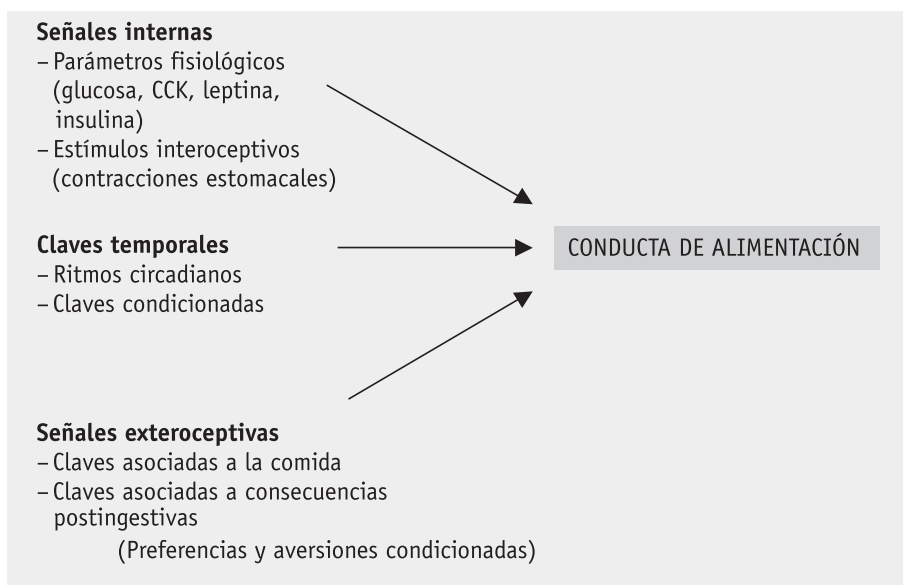 Señales internas
– Parámetros fisiológicos
(glucosa, CCK, leptina,
insulina)
– Estímulos interoceptivos
(contracciones estomacales)
Claves temporales
– Ritmos circadianos
– Claves condicionadas
CONDUCTA DE ALIMENTACIÓN
Señales exteroceptivas
– Claves asociadas a la comida
– Claves asociadas a consecuencias
postingestivas
(Preferencias y aversiones condicionadas)